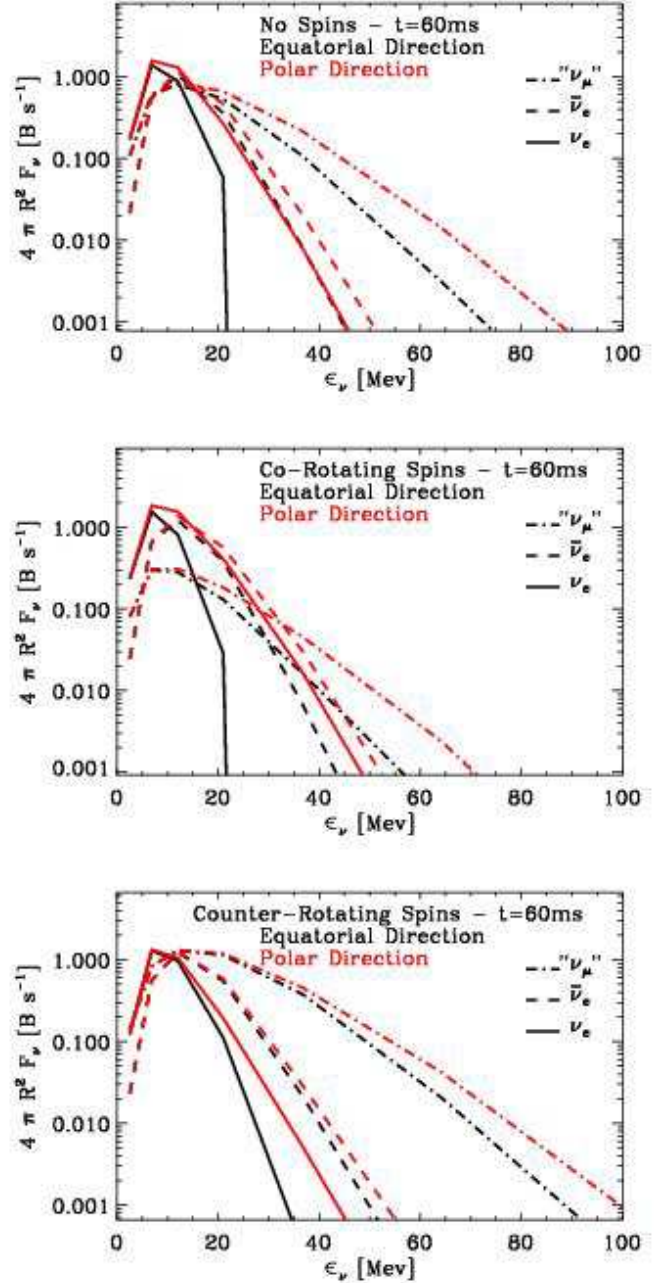 No Spins - t=60ms
Equatorial Direction
Polar Direction
"ν_μ"
ν̄_e
ν_e
4 π R² F_ν [B s⁻¹]
1.000
0.100
0.010
0.001
0 20 40 60 80 100
ϵ_ν [Mev]
Co-Rotating Spins - t=60ms
Equatorial Direction
Polar Direction
"ν_μ"
ν̄_e
ν_e
4 π R² F_ν [B s⁻¹]
1.000
0.100
0.010
0.001
0 20 40 60 80 100
ϵ_ν [Mev]
Counter-Rotating Spins - t=60ms
Equatorial Direction
Polar Direction
"ν_μ"
ν̄_e
ν_e
4 π R² F_ν [B s⁻¹]
1.000
0.100
0.010
0.001
0 20 40 60 80 100
ϵ_ν [Mev]